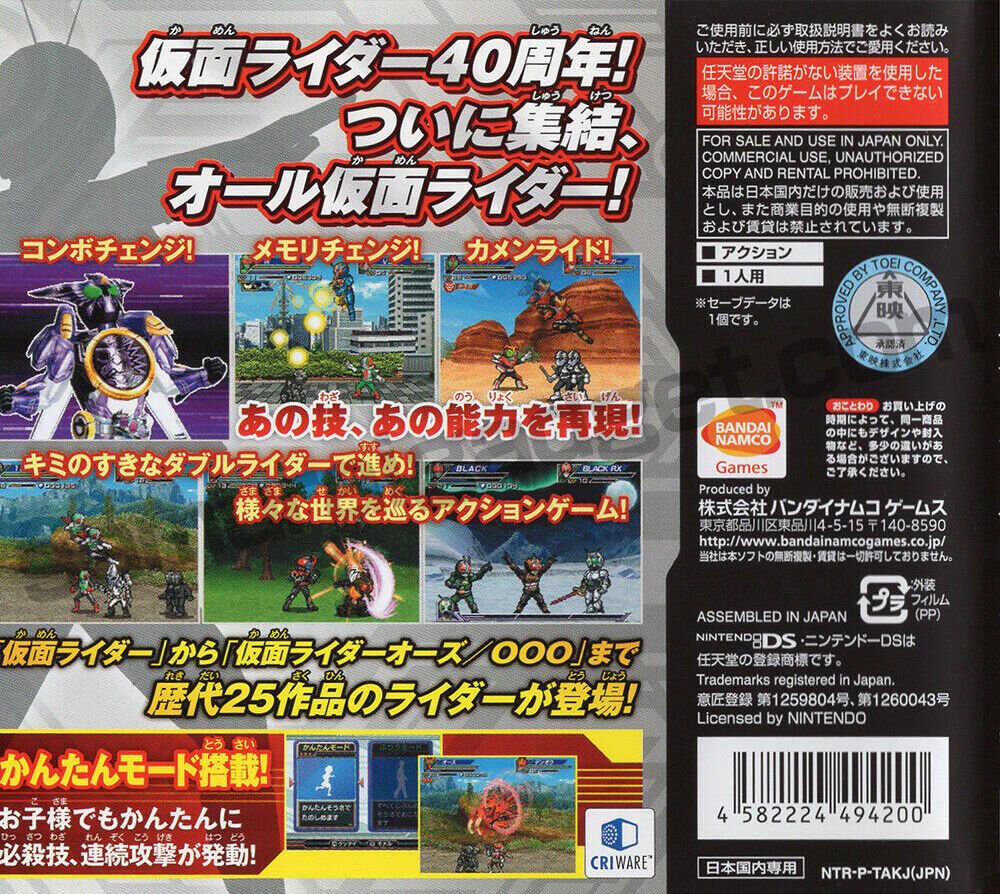 仮面ライダー40周年!
ついに集結、
オール仮面ライダー!
コンボチェンジ!
メモリチェンジ!
カメンライド!
あの技、あの能力を再現!
キミのすきなダブルライダーで進め!
様々な世界を巡るアクションゲーム!
BLACK
BLACK RX
「仮面ライダー」から「仮面ライダーオーズ/OOO」まで
歴代25作品のライダーが登場!
かんたんモード搭載!
お子様でもかんたんに
必殺技、連続攻撃が発動!
かんたんモード
かんたんそうさで
たのしめます
CRIWARE™
ご使用前に必ず取扱説明書をよくお読み
いただき、正しい使用方法でご愛用ください。
任天堂の許諾がない装置を使用した
場合、このゲームはプレイできない
可能性があります。
FOR SALE AND USE IN JAPAN ONLY.
COMMERCIAL USE, UNAUTHORIZED
COPY AND RENTAL PROHIBITED.
本品は日本国内だけの販売および使用
とし、また商業目的の使用や無断複製
および賃貸は禁止されています。
■アクション
■1人用
※セーブデータは
1個です。
APPROVED BY TOEI COMPANY, LTD.
東映
承認済
東映株式会社
BANDAI
NAMCO
Games
™
おことわり お買い上げの
時期によって、同一商品
の中にもデザインや封入
物など、多少の違いがあ
る場合がございますので、
ご了承ください。
Produced by
株式会社バンダイナムコ ゲームス
東京都品川区東品川4-5-15 〒140-8590
http://www.bandainamcogames.co.jp/
当社は本ソフトの無断複製・賃貸は一切許可しておりません。
プラ
外装
フィルム
(PP)
ASSEMBLED IN JAPAN
NINTENDO DS・ニンテンドーDSは
任天堂の登録商標です。
Trademarks registered in Japan.
意匠登録 第1259804号、第1260043号
Licensed by NINTENDO
4 582224 494200
日本国内専用
NTR-P-TAKJ(JPN)